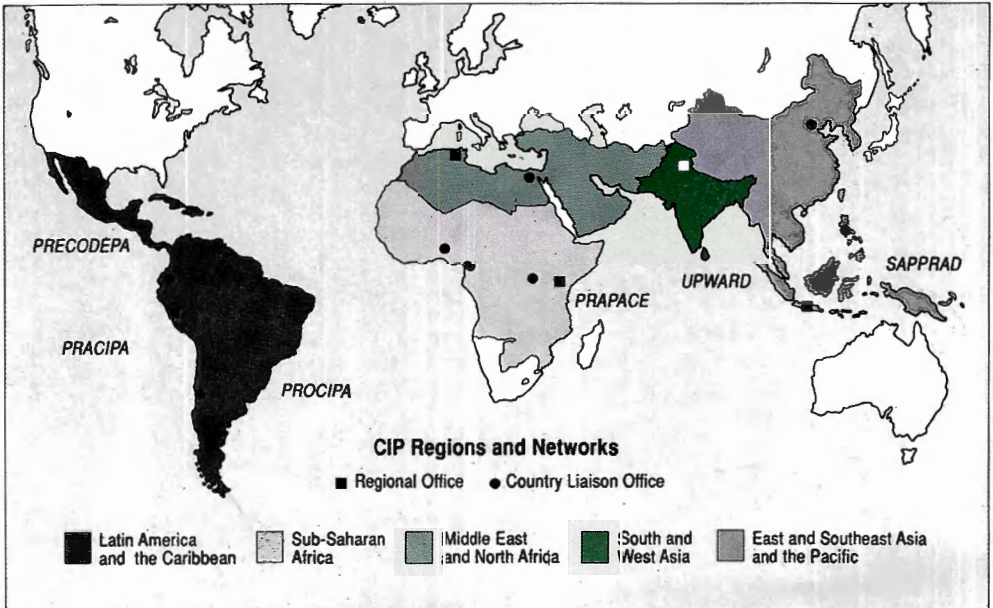 PRECODEPA
SAPPRAD
UPWARD
PRAPACE
PRACIPA
PROCIPA
CIP Regions and Networks
Regional Office
Country Liaison Office
Latin America
and the Caribbean
Sub-Saharan
Africa
Middle East
and North Africa
South and
West Asia
East and Southeast Asia
and the Pacific